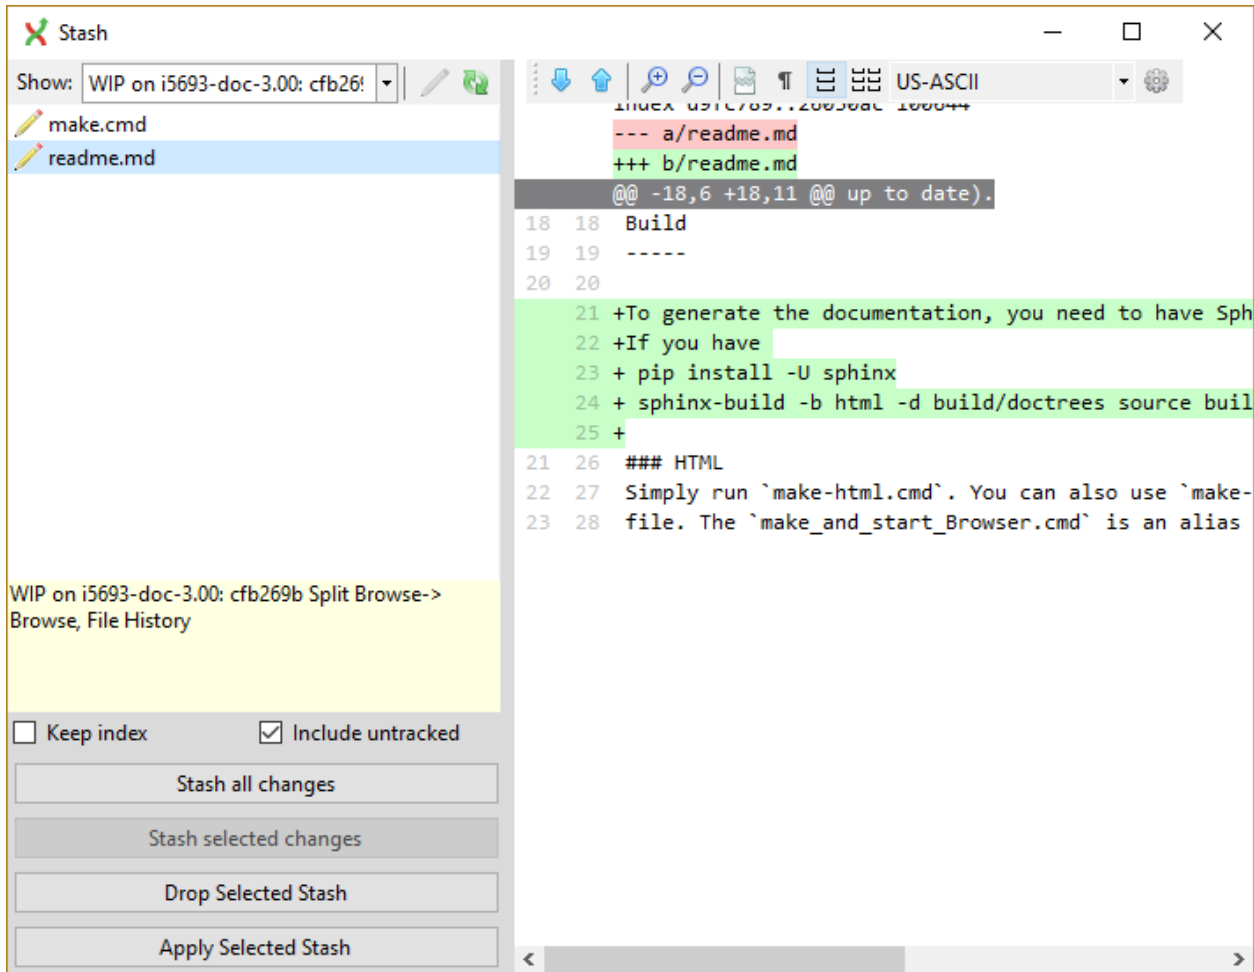 Stash
Show: WIP on i5693-doc-3.00: cfb26
US-ASCII
make.cmd
readme.md
--- a/readme.md
+++ b/readme.md
@@ -18,6 +18,11 @@ up to date).
18 18 Build
19 19 -----
20 20
21 +To generate the documentation, you need to have Sph
22 +If you have
23 + pip install -U sphinx
24 + sphinx-build -b html -d build/doctrees source buil
25 +
21 26 ### HTML
22 27 Simply run `make-html.cmd`. You can also use `make-
23 28 file. The `make_and_start_Browser.cmd` is an alias
WIP on i5693-doc-3.00: cfb269b Split Browse->
Browse, File History
Keep index
Include untracked
Stash all changes
Stash selected changes
Drop Selected Stash
Apply Selected Stash